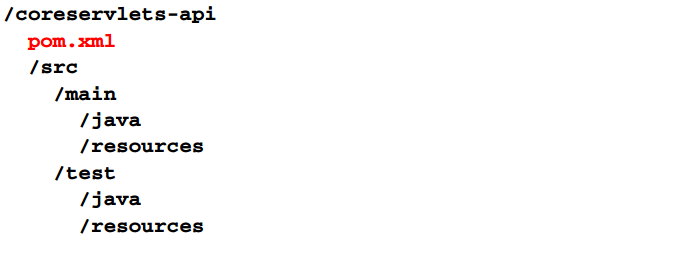 /coreservlets-api
pom.xml
/src
/main
/java
/resources
/test
/java
/resources